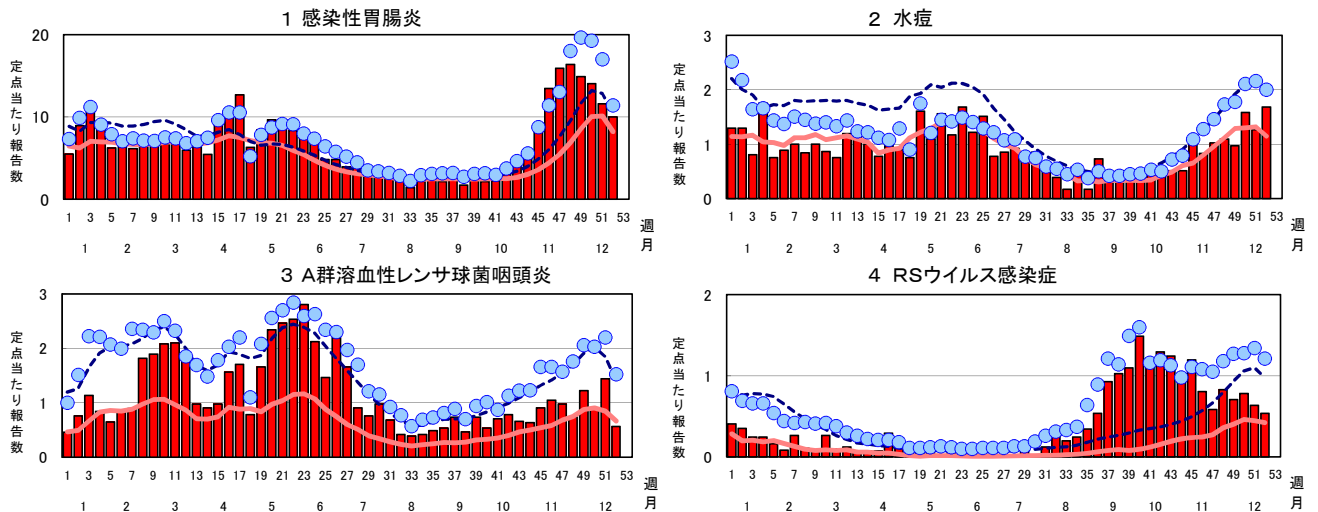 1 感染性胃腸炎
20
10
0
定点当たり報告数
1 3 5 7 9 11 13 15 17 19 21 23 25 27 29 31 33 35 37 39 41 43 45 47 49 51 53 週
1 2 3 4 5 6 7 8 9 10 11 12 月
2 水痘
3
2
1
0
定点当たり報告数
1 3 5 7 9 11 13 15 17 19 21 23 25 27 29 31 33 35 37 39 41 43 45 47 49 51 53 週
1 2 3 4 5 6 7 8 9 10 11 12 月
3 A群溶血性レンサ球菌咽頭炎
3
2
1
0
定点当たり報告数
1 3 5 7 9 11 13 15 17 19 21 23 25 27 29 31 33 35 37 39 41 43 45 47 49 51 53 週
1 2 3 4 5 6 7 8 9 10 11 12 月
4 RSウイルス感染症
2
1
0
定点当たり報告数
1 3 5 7 9 11 13 15 17 19 21 23 25 27 29 31 33 35 37 39 41 43 45 47 49 51 53 週
1 2 3 4 5 6 7 8 9 10 11 12 月